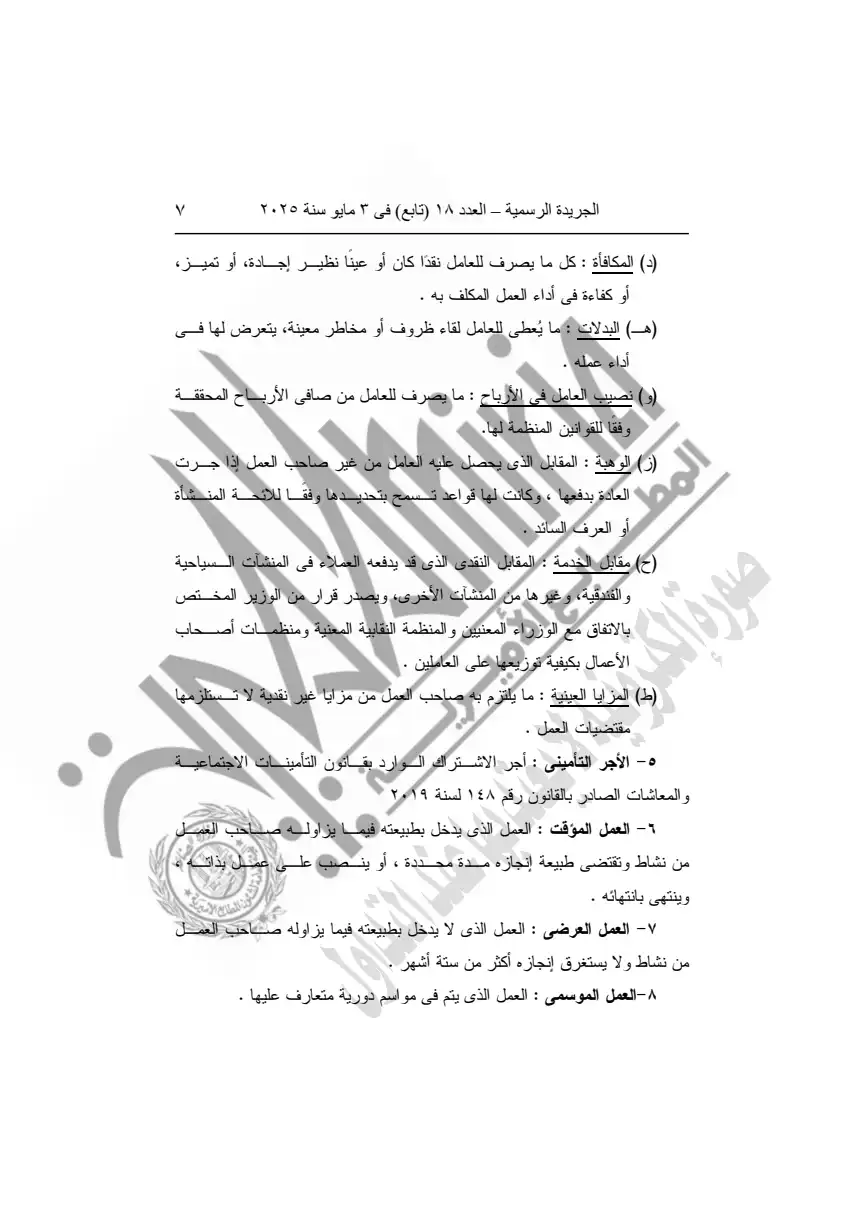 الجريدة الرسمية – العدد ١٨ (تابع) فى ٣ مايو سنة ٢٠٢٥ ٧
(د) المكافأة : كل ما يصرف للعامل نقدًا كان أو عينًا نظير إجادة، أو تميز،
أو كفاءة فى أداء العمل المكلف به .
(هـ) البدلات : ما يُعطى للعامل لقاء ظروف أو مخاطر معينة، يتعرض لها فى
أداء عمله .
(و) نصيب العامل فى الأرباح : ما يصرف للعامل من صافى الأرباح المحققة
وفقًا للقوانين المنظمة لها.
(ز) الوهبة : المقابل الذى يحصل عليه العامل من غير صاحب العمل إذا جرت
العادة بدفعها ، وكانت لها قواعد تسمح بتحديدها وفقًا للائحة المنشأة
أو العرف السائد .
(ح) مقابل الخدمة : المقابل النقدى الذى قد يدفعه العملاء فى المنشآت السياحية
والفندقية، وغيرها من المنشآت الأخرى، ويصدر قرار من الوزير المختص
بالاتفاق مع الوزراء المعنيين والمنظمة النقابية المعنية ومنظمات أصحاب
الأعمال بكيفية توزيعها على العاملين .
(ط) المزايا العينية : ما يلتزم به صاحب العمل من مزايا غير نقدية لا تستلزمها
مقتضيات العمل .
٥- الأجر التأمينى : أجر الاشتراك الوارد بقانون التأمينات الاجتماعية
والمعاشات الصادر بالقانون رقم ١٤٨ لسنة ٢٠١٩
٦- العمل المؤقت : العمل الذى يدخل بطبيعته فيما يزاوله صاحب العمل
من نشاط وتقتضى طبيعة إنجازه مدة محددة ، أو ينصب على عمل بذاته ،
وينتهى بانتهائه .
٧- العمل العرضى : العمل الذى لا يدخل بطبيعته فيما يزاوله صاحب العمل
من نشاط ولا يستغرق إنجازه أكثر من ستة أشهر .
٨-العمل الموسمى : العمل الذى يتم فى مواسم دورية متعارف عليها .